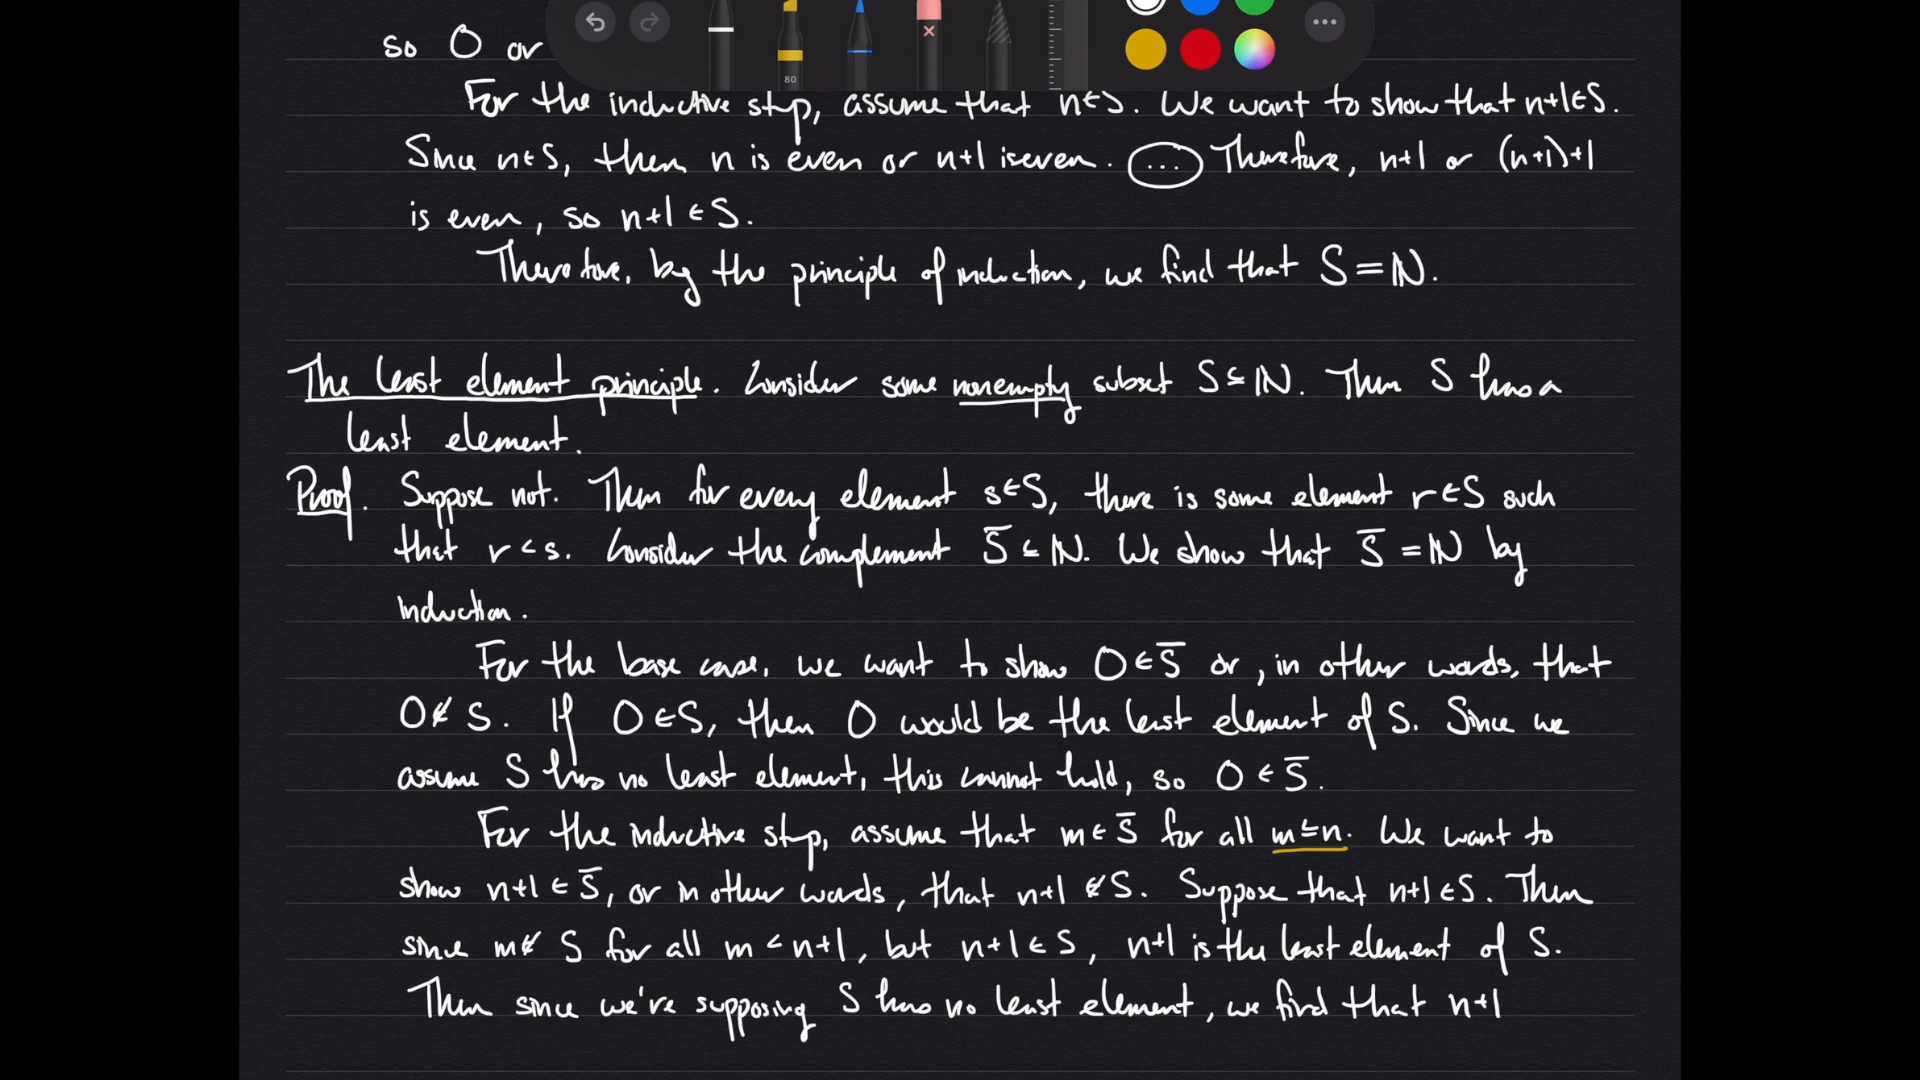 80
so 0 or
For the inductive step, assume that n∈S. We want to show that n+1∈S.
Since n∈S, then n is even or n+1 is even. (...) Therefore, n+1 or (n+1)+1
is even, so n+1 ∈ S.
Therefore, by the principle of induction, we find that S=ℕ.
The least element principle. Consider some nonempty subset S⊆ℕ. Then S has a
least element.
Proof. Suppose not. Then for every element s∈S, there is some element r∈S such
that r<s. Consider the complement S̄⊆ℕ. We show that S̄=ℕ by
induction.
For the base case, we want to show 0∈S̄ or, in other words, that
0∉S. If 0∈S, then 0 would be the least element of S. Since we
assume S has no least element, this cannot hold, so 0∈S̄.
For the inductive step, assume that m∈S̄ for all m≤n. We want to
show n+1∈S̄, or in other words, that n+1∉S. Suppose that n+1∈S. Then
since m∉S for all m<n+1, but n+1∈S, n+1 is the least element of S.
Then since we're supposing S has no least element, we find that n+1